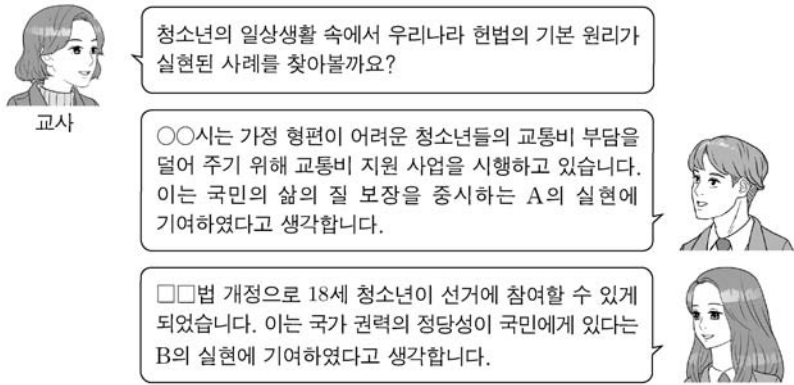 청소년의 일상생활 속에서 우리나라 헌법의 기본 원리가
실현된 사례를 찾아볼까요?
교사
○○시는 가정 형편이 어려운 청소년들의 교통비 부담을
덜어 주기 위해 교통비 지원 사업을 시행하고 있습니다.
이는 국민의 삶의 질 보장을 중시하는 A의 실현에
기여하였다고 생각합니다.
□□법 개정으로 18세 청소년이 선거에 참여할 수 있게
되었습니다. 이는 국가 권력의 정당성이 국민에게 있다는
B의 실현에 기여하였다고 생각합니다.